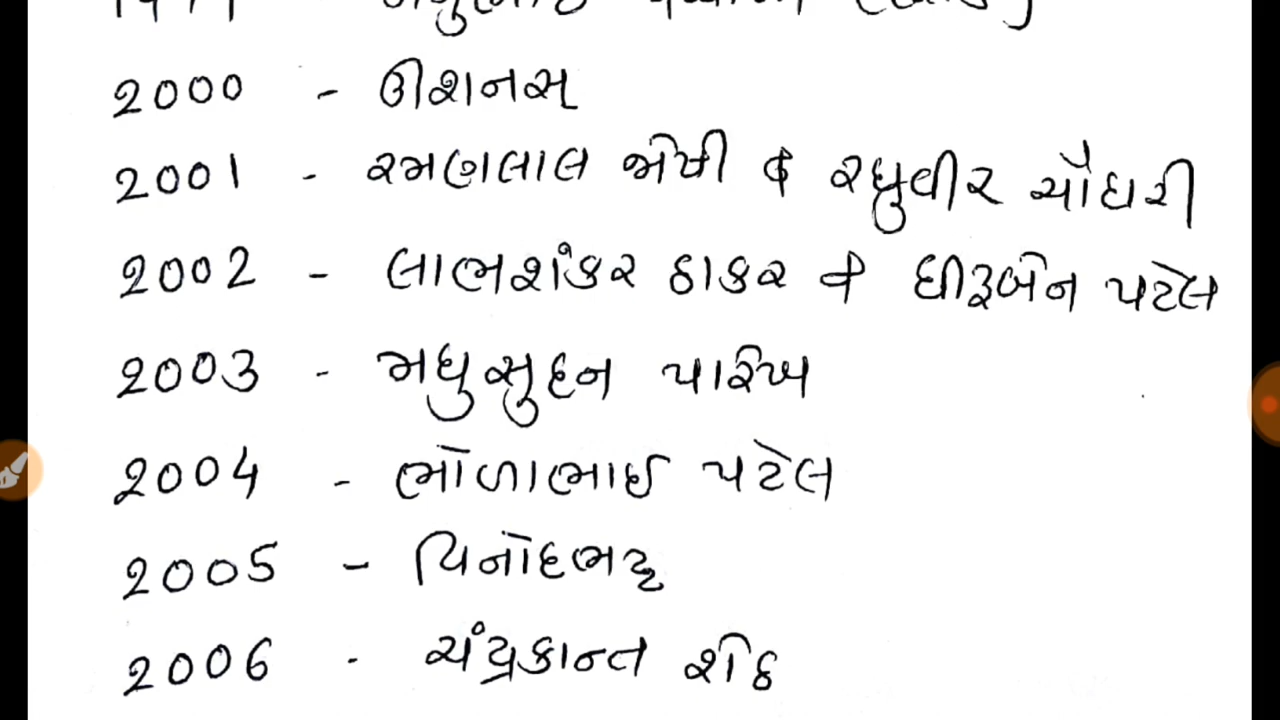 2000 - ઊશનસ્
2001 - રમણલાલ જોષી ને રઘુવીર ચૌધરી
2002 - લાભશંકર ઠાકર ને ધીરૂબેન પટેલ
2003 - મધુસુદન પારેખ
2004 - ભોળાભાઈ પટેલ
2005 - વિનોદભટ્ટ
2006 - ચંદ્રકાન્ત શેઠ